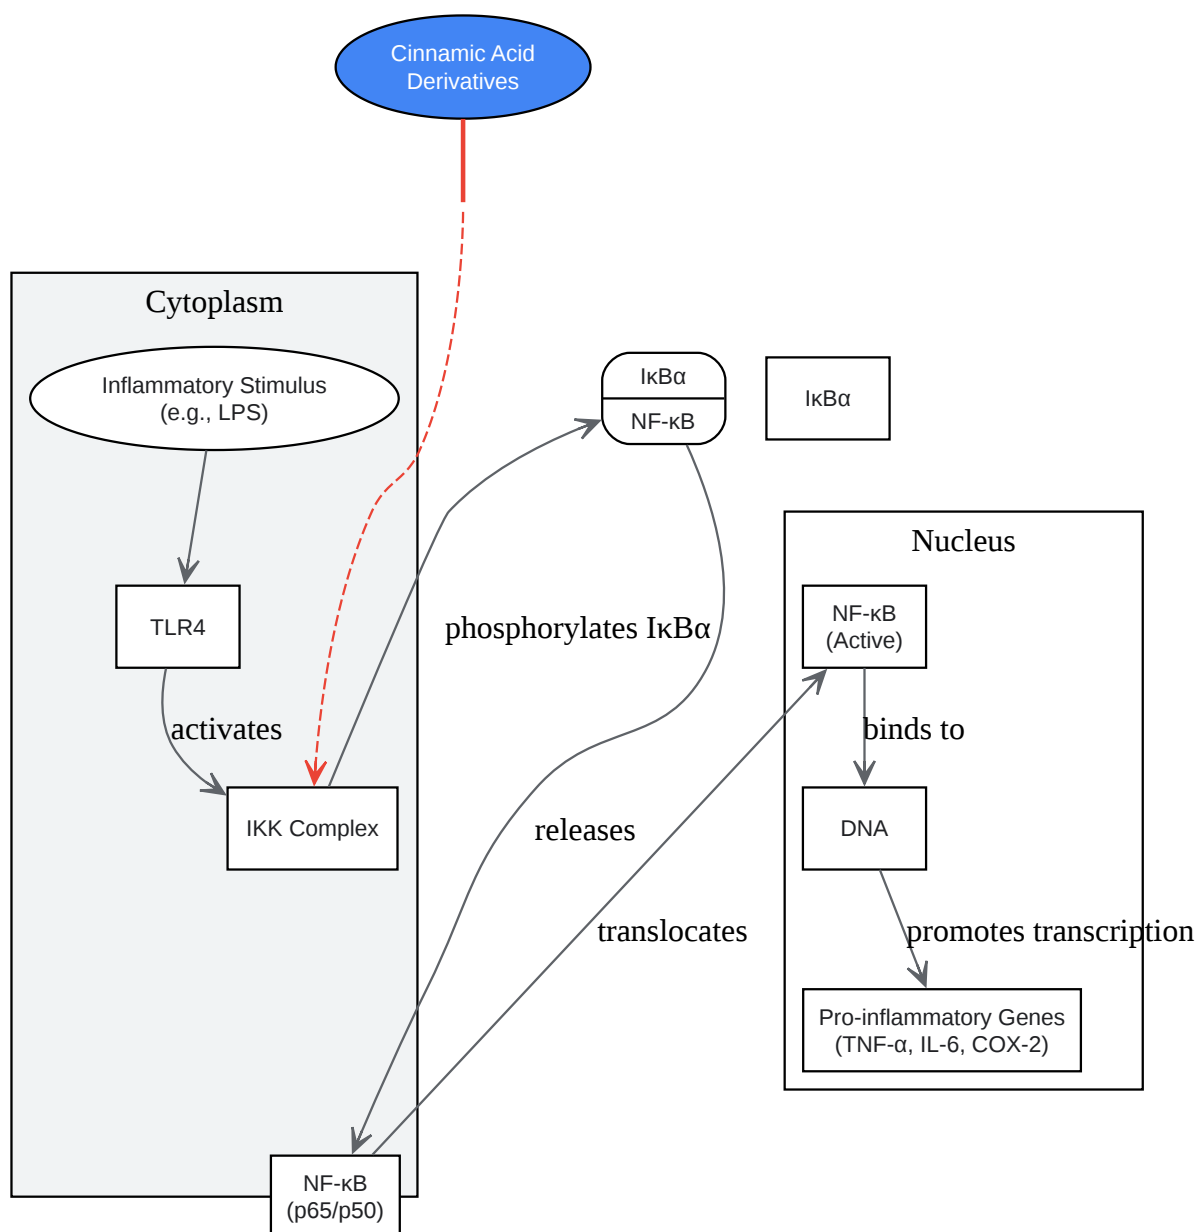 Cinnamic Acid
Derivatives
Cytoplasm
Inflammatory Stimulus
(e.g., LPS)
IκBα
NF-κB
IκBα
Nucleus
TLR4
phosphorylates IκBα
NF-κB
(Active)
activates
binds to
IKK Complex
releases
DNA
translocates
promotes transcription
Pro-inflammatory Genes
(TNF-α, IL-6, COX-2)
NF-κB
(p65/p50)